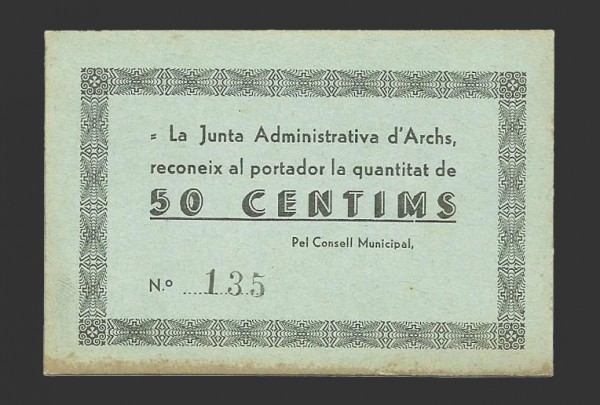 = La Junta Administrativa d'Archs,
reconeix al portador la quantitat de
50 CENTIMS
Pel Consell Municipal,
N.º 135